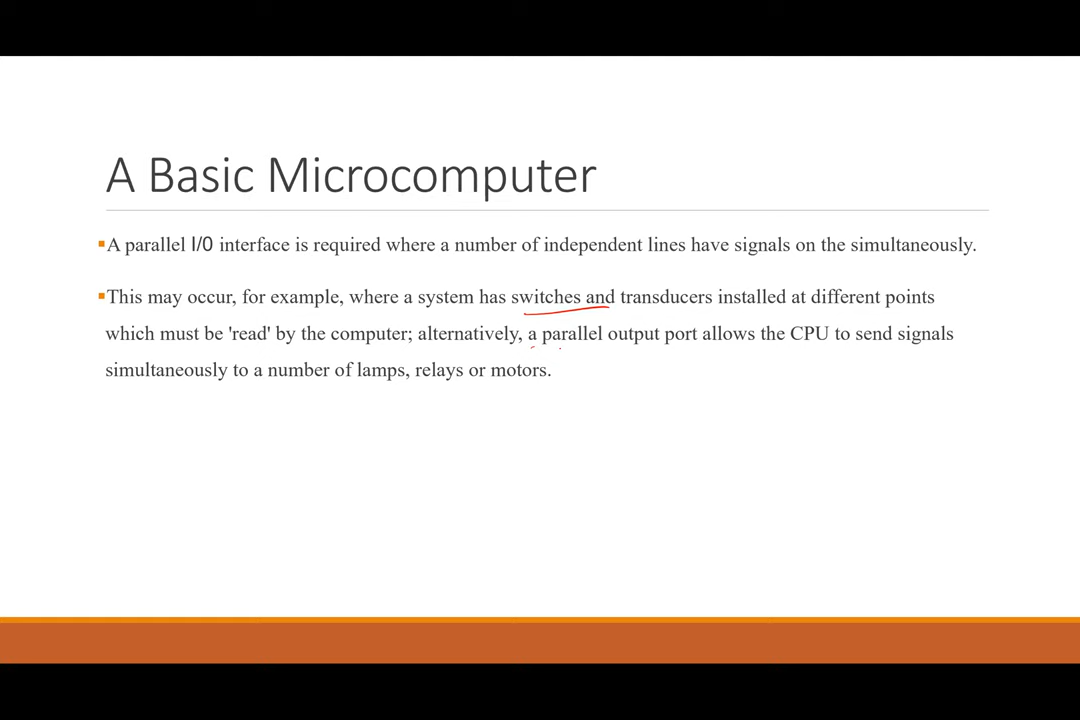 A Basic Microcomputer
▪A parallel I/0 interface is required where a number of independent lines have signals on the simultaneously.
▪This may occur, for example, where a system has switches and transducers installed at different points
which must be 'read' by the computer; alternatively, a parallel output port allows the CPU to send signals
simultaneously to a number of lamps, relays or motors.